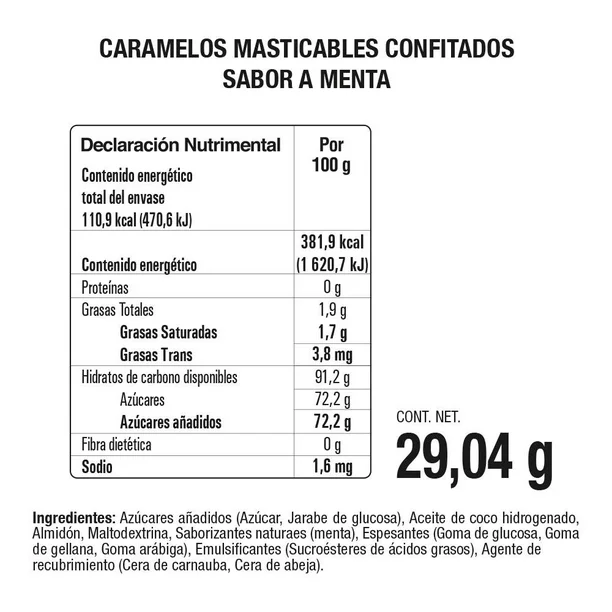 CARAMELOS MASTICABLES CONFITADOS
SABOR A MENTA
Declaración Nutrimental Por 100 g
Contenido energético
total del envase
110,9 kcal (470,6 kJ)
Contenido energético 381,9 kcal (1 620,7 kJ)
Proteínas 0 g
Grasas Totales 1,9 g
Grasas Saturadas 1,7 g
Grasas Trans 3,8 mg
Hidratos de carbono disponibles 91,2 g
Azúcares 72,2 g
Azúcares añadidos 72,2 g
Fibra dietética 0 g
Sodio 1,6 mg
CONT. NET.
29,04 g
Ingredientes: Azúcares añadidos (Azúcar, Jarabe de glucosa), Aceite de coco hidrogenado,
Almidón, Maltodextrina, Saborizantes naturaes (menta), Espesantes (Goma de glucosa, Goma
de gellana, Goma arábiga), Emulsificantes (Sucroésteres de ácidos grasos), Agente de
recubrimiento (Cera de carnauba, Cera de abeja).